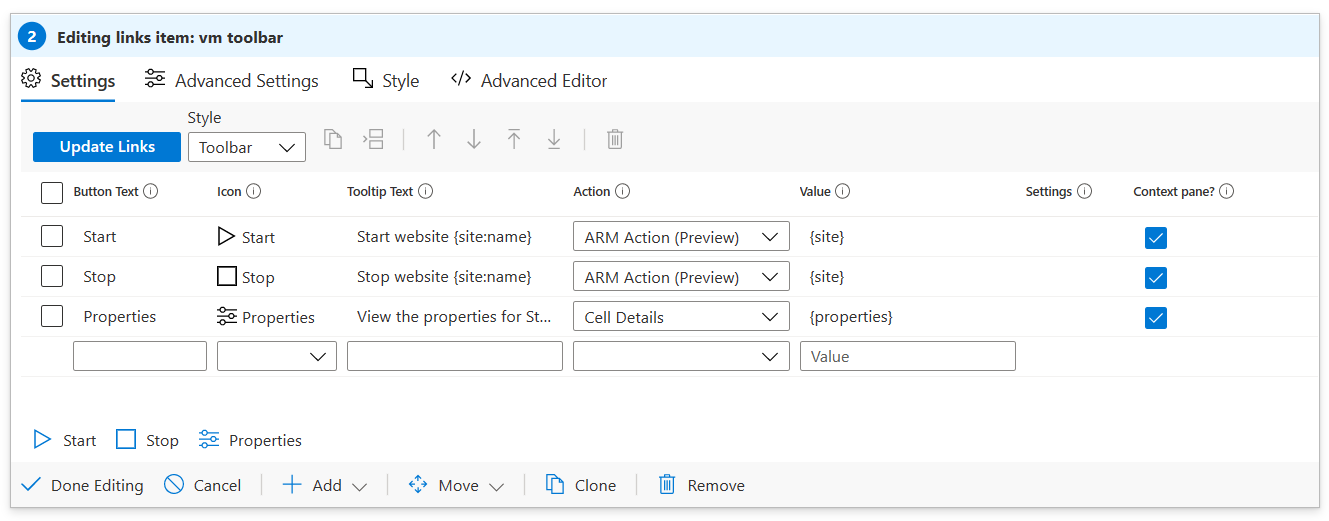 2 Editing links item: vm toolbar
Settings Advanced Settings Style </> Advanced Editor
Style
Update Links Toolbar
Button Text Icon Tooltip Text Action Value Settings Context pane?
Start Start Start website {site:name} ARM Action (Preview) {site}
Stop Stop Stop website {site:name} ARM Action (Preview) {site}
Properties Properties View the properties for St... Cell Details {properties}
Value
Start Stop Properties
Done Editing Cancel Add Move Clone Remove